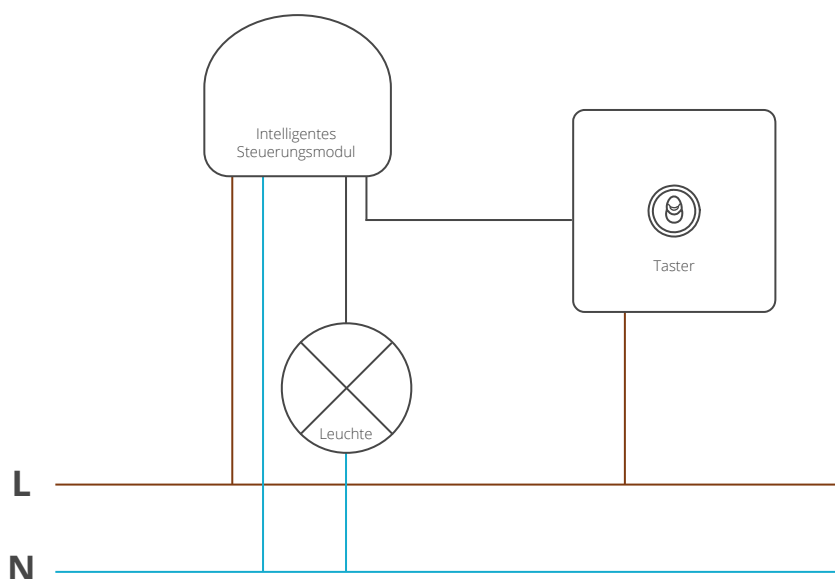 Intelligentes
Steuerungsmodul
Taster
Leuchte
L
N